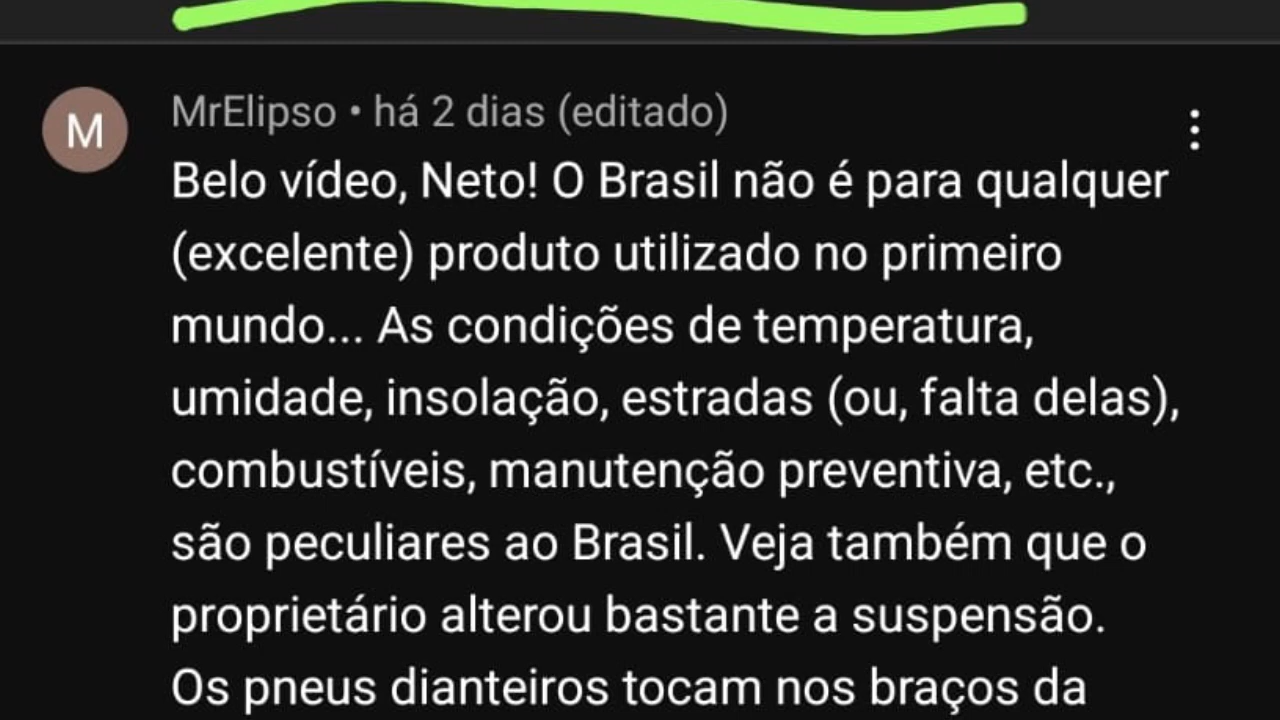 M
MrElipso • há 2 dias (editado)
Belo vídeo, Neto! O Brasil não é para qualquer
(excelente) produto utilizado no primeiro
mundo... As condições de temperatura,
umidade, insolação, estradas (ou, falta delas),
combustíveis, manutenção preventiva, etc.,
são peculiares ao Brasil. Veja também que o
proprietário alterou bastante a suspensão.
Os pneus dianteiros tocam nos braços da